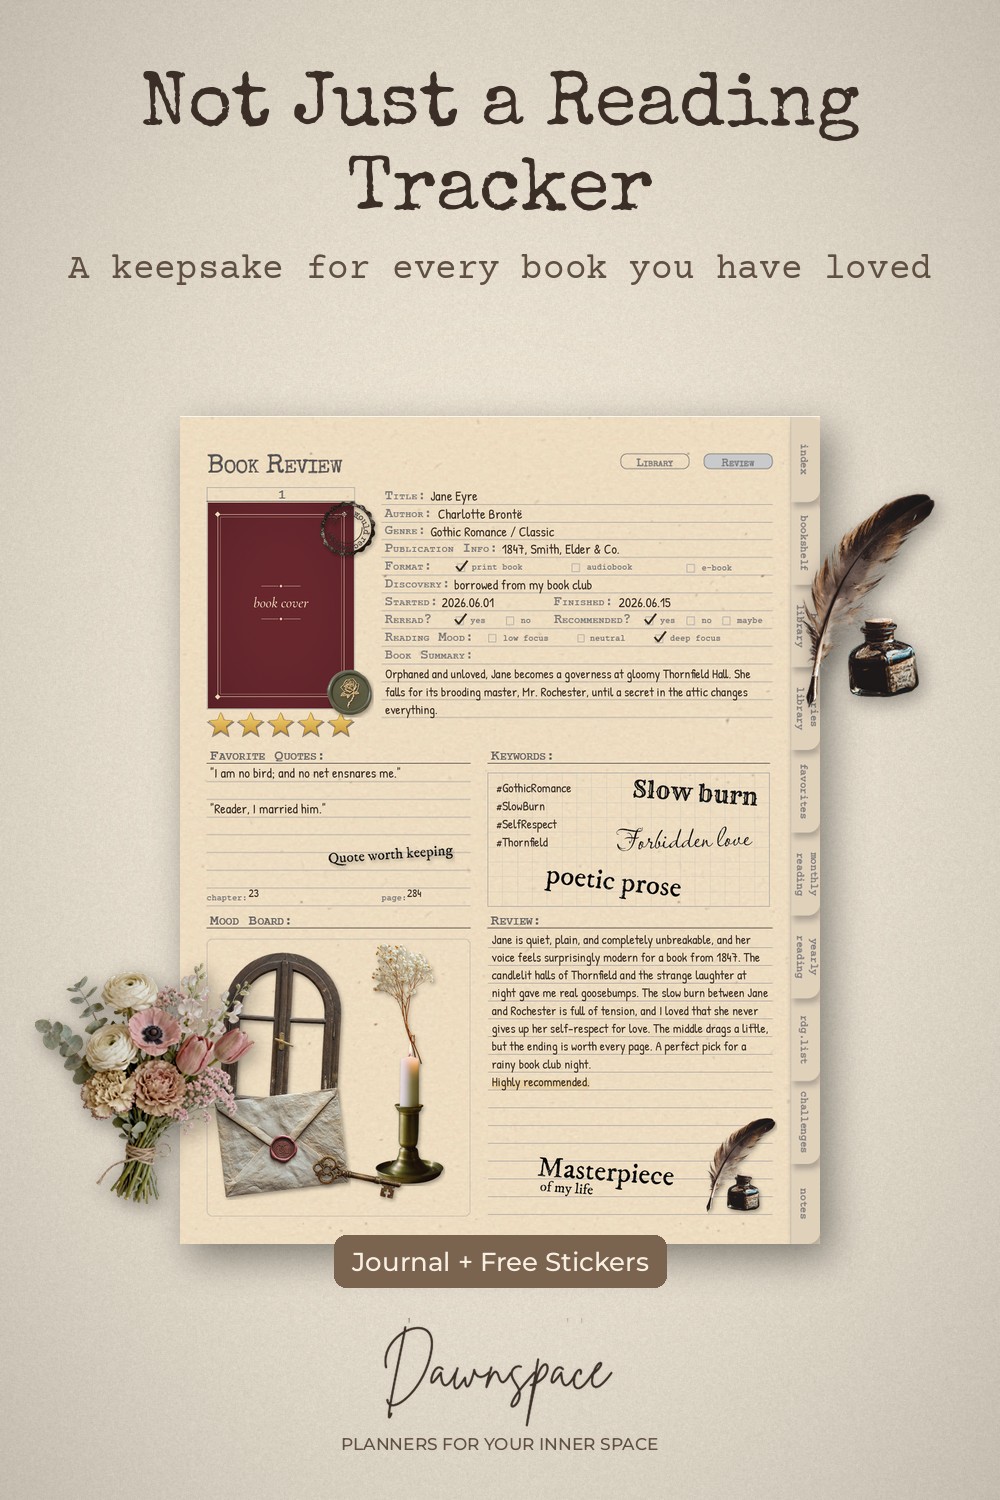 Not Just a Reading
Tracker
A keepsake for every book you have loved
BOOK REVIEW
LIBRARY
REVIEW
1
book cover
TITLE: Jane Eyre
AUTHOR: Charlotte Brontë
GENRE: Gothic Romance / Classic
PUBLICATION INFO: 1847, Smith, Elder & Co.
FORMAT: print book audiobook e-book
DISCOVERY: borrowed from my book club
STARTED: 2026.06.01 FINISHED: 2026.06.15
REREAD? yes no RECOMMENDED? yes no maybe
READING MOOD: low focus neutral deep focus
BOOK SUMMARY:
Orphaned and unloved, Jane becomes a governess at gloomy Thornfield Hall. She
falls for its brooding master, Mr. Rochester, until a secret in the attic changes
everything.
FAVORITE QUOTES:
"I am no bird; and no net ensnares me."
"Reader, I married him."
Quote worth keeping
chapter: 23 page: 284
KEYWORDS:
#GothicRomance
#SlowBurn
#SelfRespect
#Thornfield
Slow burn
Forbidden love
poetic prose
MOOD BOARD:
REVIEW:
Jane is quiet, plain, and completely unbreakable, and her
voice feels surprisingly modern for a book from 1847. The
candlelit halls of Thornfield and the strange laughter at
night gave me real goosebumps. The slow burn between Jane
and Rochester is full of tension, and I loved that she never
gives up her self-respect for love. The middle drags a little,
but the ending is worth every page. A perfect pick for a
rainy book club night.
Highly recommended.
Masterpiece
of my life
index
bookshelf
library
library
favorites
monthly
reading
yearly
reading
rdg.list
challenges
notes
Journal + Free Stickers
Dawnspace
PLANNERS FOR YOUR INNER SPACE